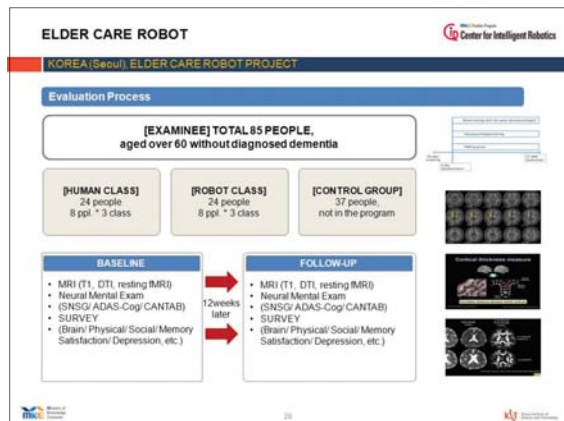 ELDER CARE ROBOT
Center for Intelligent Robotics
KOREA (Seoul), ELDER CARE ROBOT PROJECT
Evaluation Process
[EXAMINEE] TOTAL 85 PEOPLE,
aged over 60 without diagnosed dementia
[HUMAN CLASS]
24 people
8 ppl. * 3 class
[ROBOT CLASS]
24 people
8 ppl. * 3 class
[CONTROL GROUP]
37 people,
not in the program
BASELINE
• MRI (T1, DTI, resting fMRI)
• Neural Mental Exam
• (SNSG/ ADAS-Cog/ CANTAB)
• SURVEY
• (Brain/ Physical/ Social/ Memory
Satisfaction/ Depression, etc.)
12weeks
later
FOLLOW-UP
• MRI (T1, DTI, resting fMRI)
• Neural Mental Exam
• (SNSG/ ADAS-Cog/ CANTAB)
• SURVEY
• (Brain/ Physical/ Social/ Memory
Satisfaction/ Depression, etc.)
Cortical thickness measure